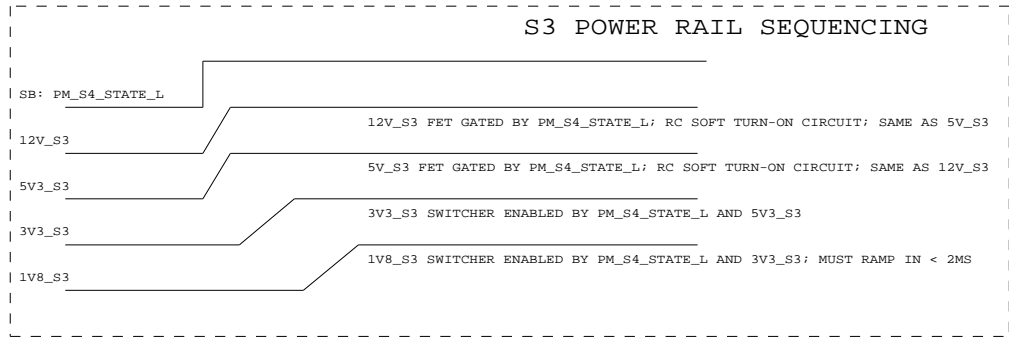 S3 POWER RAIL SEQUENCING
SB: PM_S4_STATE_L
12V_S3 FET GATED BY PM_S4_STATE_L; RC SOFT TURN-ON CIRCUIT; SAME AS 5V_S3
12V_S3
5V_S3 FET GATED BY PM_S4_STATE_L; RC SOFT TURN-ON CIRCUIT; SAME AS 12V_S3
5V3_S3
3V3_S3 SWITCHER ENABLED BY PM_S4_STATE_L AND 5V3_S3
3V3_S3
1V8_S3 SWITCHER ENABLED BY PM_S4_STATE_L AND 3V3_S3; MUST RAMP IN < 2MS
1V8_S3